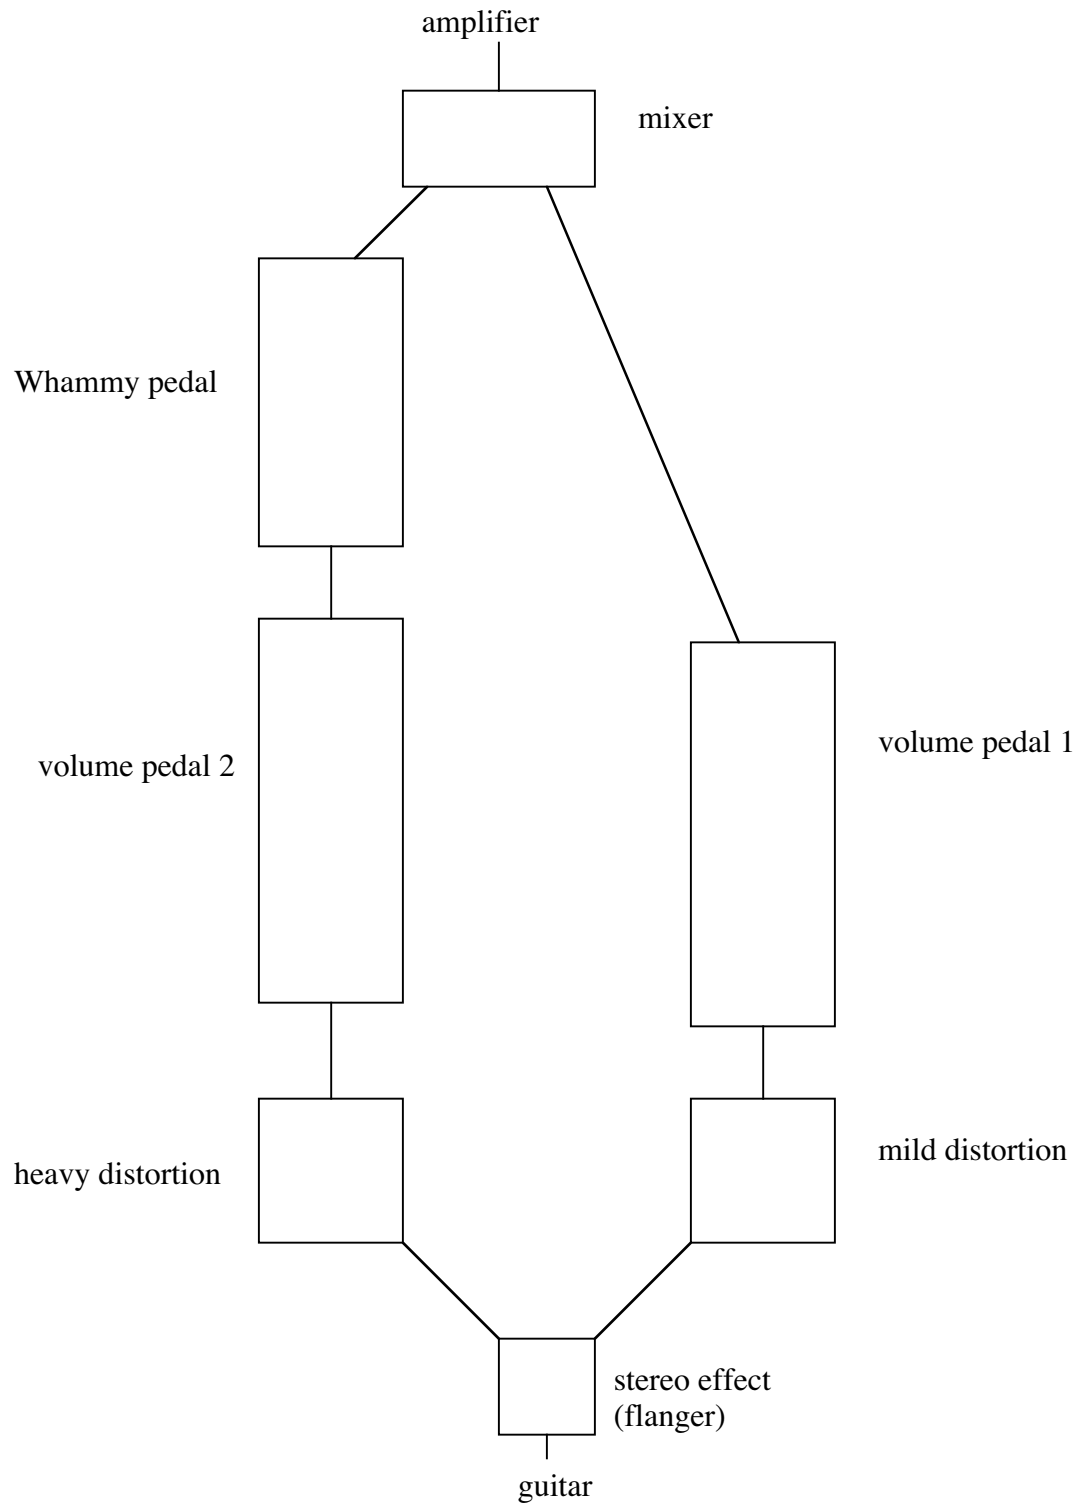 amplifier
mixer
Whammy pedal
volume pedal 1
volume pedal 2
mild distortion
heavy distortion
stereo effect
(flanger)
guitar